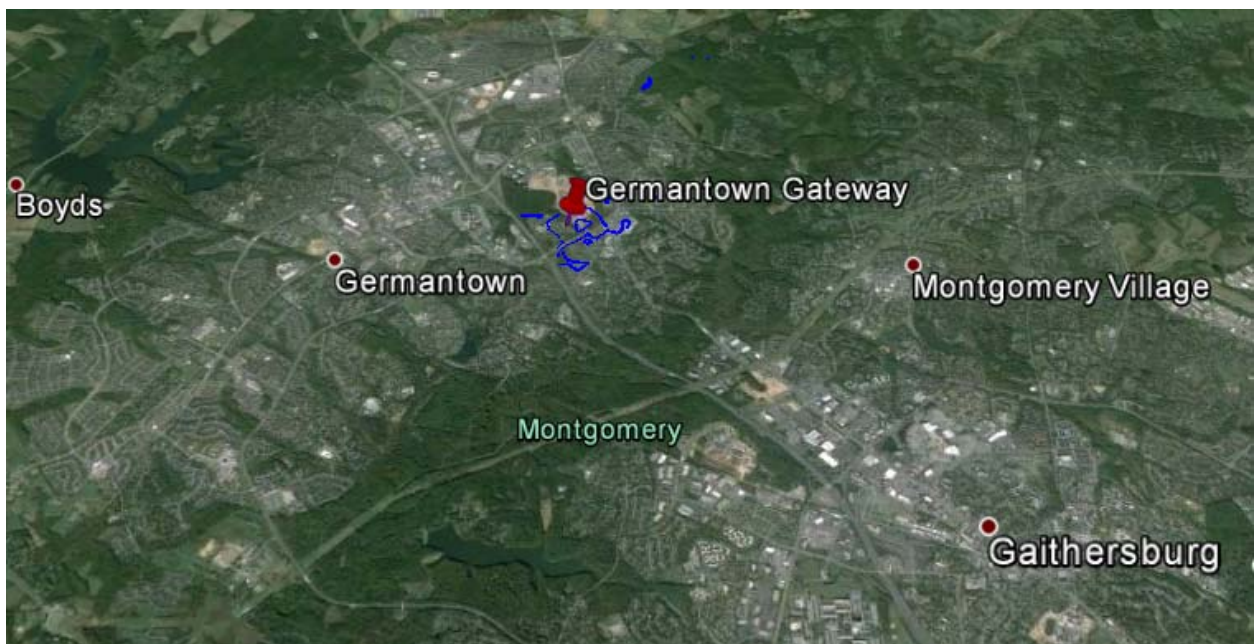 Germantown Gateway
Boyds
Germantown
Montgomery Village
Montgomery
Gaithersburg